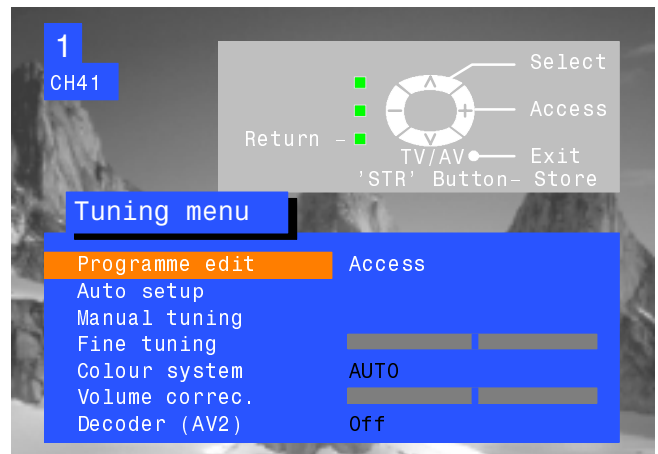 1
CH41
Select
Access
Return –
TV/AV Exit
'STR' Button– Store
Tuning menu
Programme edit Access
Auto setup
Manual tuning
Fine tuning
Colour system AUTO
Volume correc.
Decoder (AV2) Off